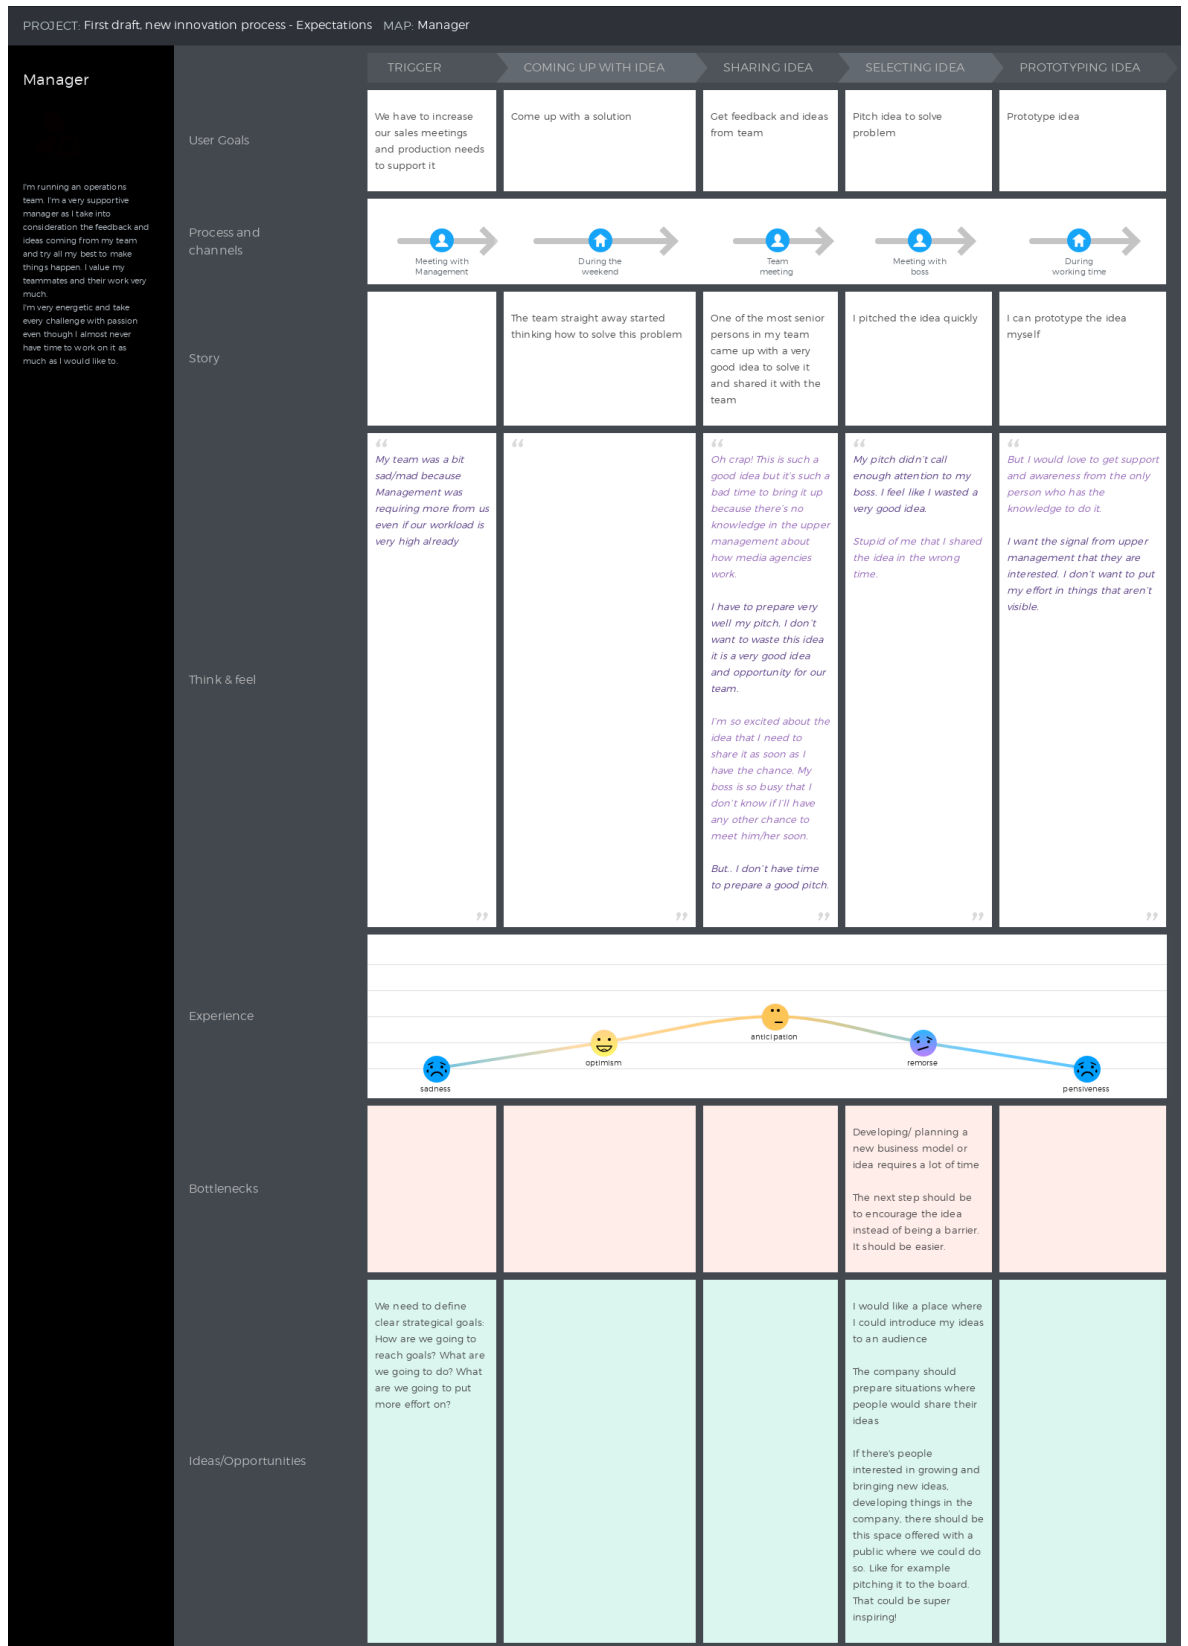 PROJECT: First draft, new innovation process - Expectations MAP: Manager
Manager
I'm running an operations
team. I'm a very supportive
manager as I take into
consideration the feedback and
ideas coming from my team
and try all my best to make
things happen. I value my
teammates and their work very
much.
I'm very energetic and take
every challenge with passion
even though I almost never
have time to work on it as
much as I would like to.
TRIGGER
COMING UP WITH IDEA
SHARING IDEA
SELECTING IDEA
PROTOTYPING IDEA
User Goals
We have to increase
our sales meetings
and production needs
to support it
Come up with a solution
Get feedback and ideas
from team
Pitch idea to solve
problem
Prototype idea
Process and
channels
Meeting with
Management
During the
weekend
Team
meeting
Meeting with
boss
During
working time
Story
The team straight away started
thinking how to solve this problem
One of the most senior
persons in my team
came up with a very
good idea to solve it
and shared it with the
team
I pitched the idea quickly
I can prototype the idea
myself
Think & feel
“
My team was a bit
sad/mad because
Management was
requiring more from us
even if our workload is
very high already
”
“
”
“
Oh crap! This is such a
good idea but it's such a
bad time to bring it up
because there's no
knowledge in the upper
management about
how media agencies
work.
I have to prepare very
well my pitch, I don't
want to waste this idea
it is a very good idea
and opportunity for our
team.
I'm so excited about the
idea that I need to
share it as soon as I
have the chance. My
boss is so busy that I
don't know if I'll have
any other chance to
meet him/her soon.
But.. I don't have time
to prepare a good pitch.
”
“
My pitch didn't call
enough attention to my
boss. I feel like I wasted a
very good idea.
Stupid of me that I shared
the idea in the wrong
time.
”
“
But I would love to get support
and awareness from the only
person who has the
knowledge to do it.
I want the signal from upper
management that they are
interested. I don't want to put
my effort in things that aren't
visible.
”
Experience
sadness
optimism
anticipation
remorse
pensiveness
Bottlenecks
Developing/ planning a
new business model or
idea requires a lot of time
The next step should be
to encourage the idea
instead of being a barrier.
It should be easier.
Ideas/Opportunities
We need to define
clear strategical goals:
How are we going to
reach goals? What are
we going to do? What
are we going to put
more effort on?
I would like a place where
I could introduce my ideas
to an audience
The company should
prepare situations where
people would share their
ideas
If there's people
interested in growing and
bringing new ideas,
developing things in the
company, there should be
this space offered with a
public where we could do
so. Like for example
pitching it to the board.
That could be super
inspiring!